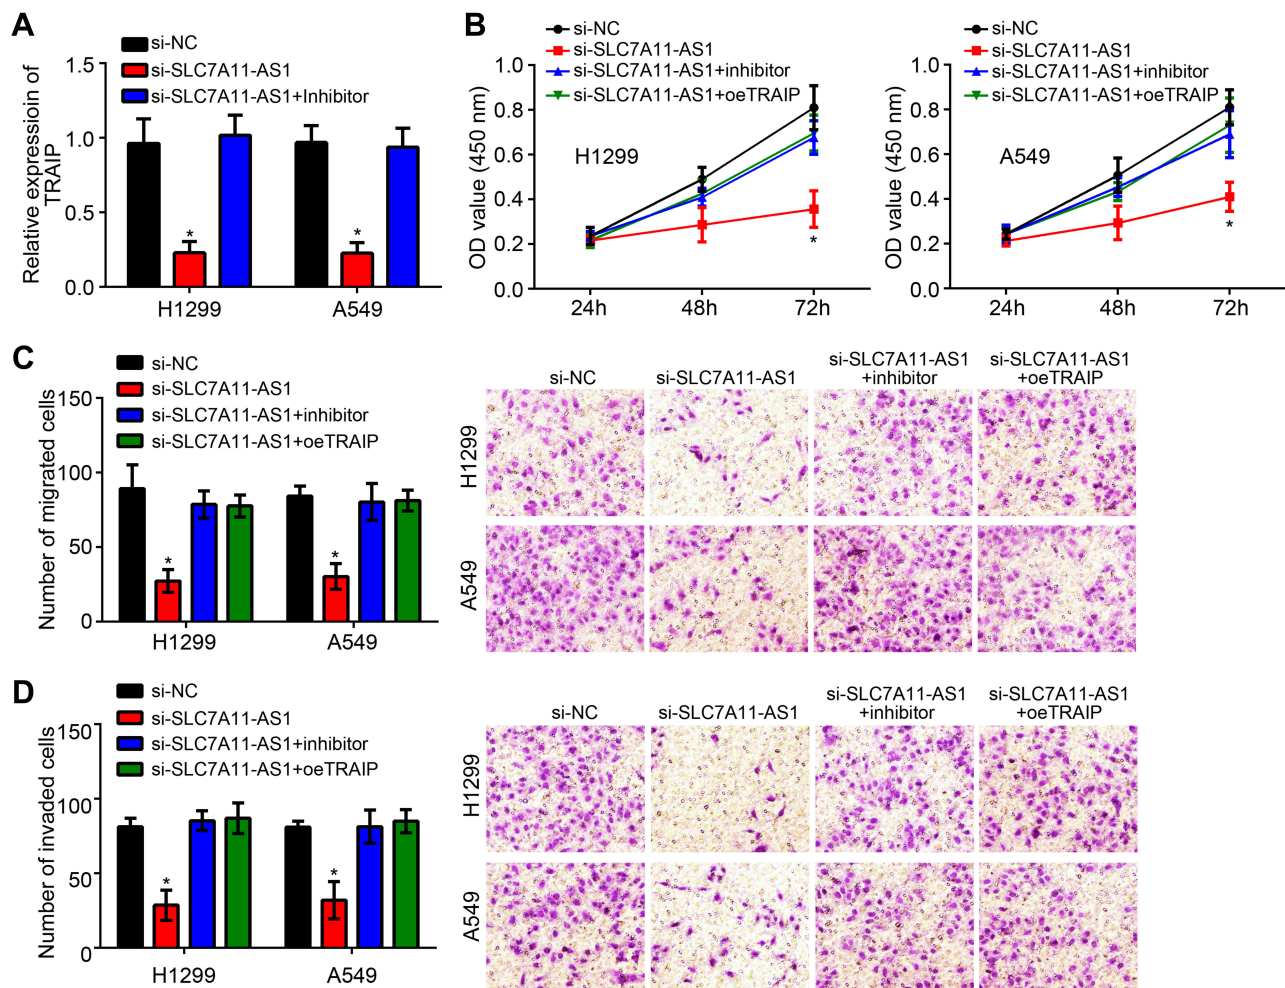 A
si-NC
si-SLC7A11-AS1
si-SLC7A11-AS1+Inhibitor
Relative expression of
TRAIP
1.5
1.0
0.5
0.0
*
*
H1299
A549
B
si-NC
si-SLC7A11-AS1
si-SLC7A11-AS1+inhibitor
si-SLC7A11-AS1+oeTRAIP
OD value (450 nm)
1.0
0.8
0.6
0.4
0.2
0.0
H1299
*
24h
48h
72h
si-NC
si-SLC7A11-AS1
si-SLC7A11-AS1+inhibitor
si-SLC7A11-AS1+oeTRAIP
OD value (450 nm)
1.0
0.8
0.6
0.4
0.2
0.0
A549
*
24h
48h
72h
C
si-NC
si-SLC7A11-AS1
si-SLC7A11-AS1+inhibitor
si-SLC7A11-AS1+oeTRAIP
Number of migrated cells
150
100
50
0
*
*
H1299
A549
si-NC
si-SLC7A11-AS1
si-SLC7A11-AS1
+inhibitor
si-SLC7A11-AS1
+oeTRAIP
H1299
A549
D
si-NC
si-SLC7A11-AS1
si-SLC7A11-AS1+inhibitor
si-SLC7A11-AS1+oeTRAIP
Number of invaded cells
150
100
50
0
*
*
H1299
A549
si-NC
si-SLC7A11-AS1
si-SLC7A11-AS1
+inhibitor
si-SLC7A11-AS1
+oeTRAIP
H1299
A549